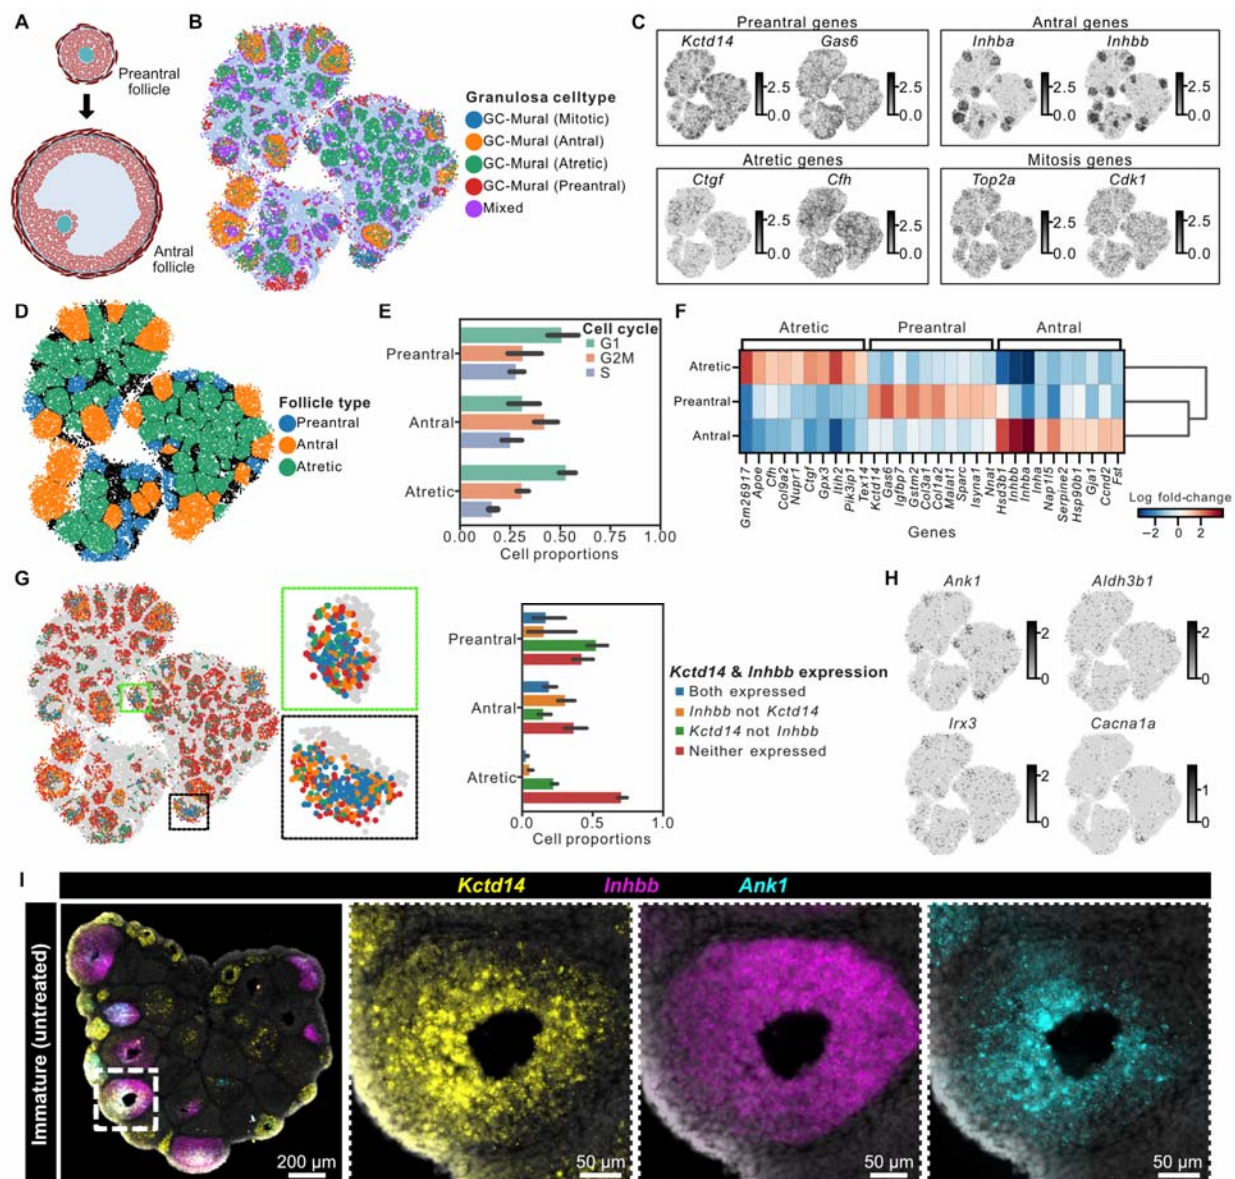 A
Preantral
follicle
Antral
follicle
B
Granulosa celltype
GC-Mural (Mitotic)
GC-Mural (Antral)
GC-Mural (Atretic)
GC-Mural (Preantral)
Mixed
C
Preantral genes
Kctd14 Gas6
2.5
0.0
2.5
0.0
Antral genes
Inhba Inhbb
2.5
0.0
2.5
0.0
Atretic genes
Ctgf Cfh
2.5
0.0
2.5
0.0
Mitosis genes
Top2a Cdk1
2.5
0.0
2.5
0.0
D
Follicle type
Preantral
Antral
Atretic
E
Cell cycle
G1
G2M
S
Preantral
Antral
Atretic
0.00 0.25 0.50 0.75 1.00
Cell proportions
F
Atretic Preantral Antral
Atretic
Preantral
Antral
Gm26917
Apoe
Cfh
Col9a2
Nupr1
Ctgf
Gpx3
Itih2
Pik3ip1
Tex14
Kctd14
Gas6
Igfbp7
Gstm2
Col3a1
Col1a2
Malat1
Sparc
Isyna1
Nnat
Hsd3b1
Inhbb
Inhba
Inha
Nap1l5
Serpine2
Hsp90b1
Gja1
Ccnd2
Fst
Genes
Log fold-change
−2 0 2
G
Preantral
Antral
Atretic
0.0 0.5 1.0
Cell proportions
Kctd14 & Inhbb expression
Both expressed
Inhbb not Kctd14
Kctd14 not Inhbb
Neither expressed
H
Ank1 Aldh3b1
2
0
2
0
Irx3 Cacna1a
2
0
1
0
I
Kctd14 Inhbb Ank1
Immature (untreated)
200 µm
50 µm
50 µm
50 µm